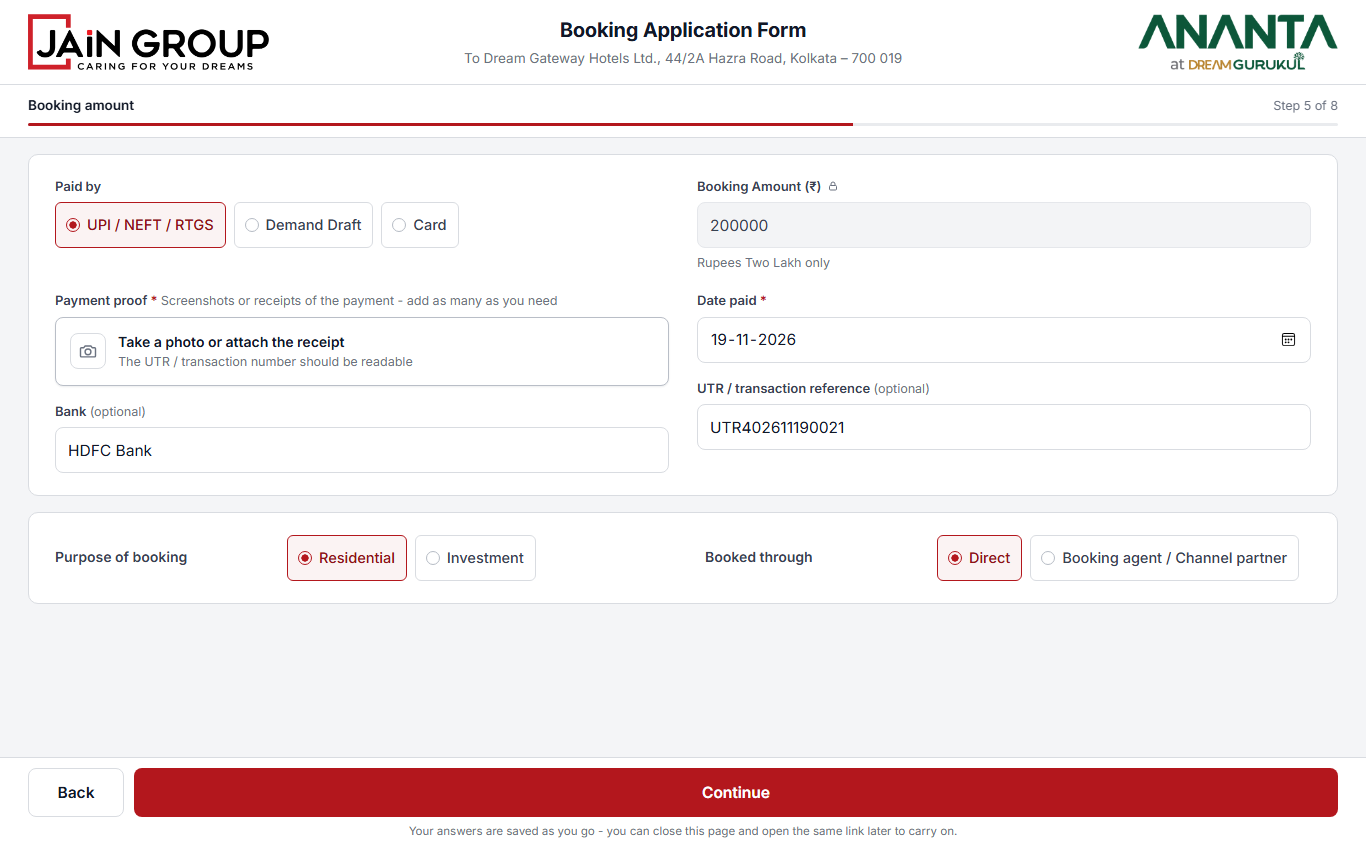 JAiN GROUP
CARING FOR YOUR DREAMS
Booking Application Form
To Dream Gateway Hotels Ltd., 44/2A Hazra Road, Kolkata – 700 019
ANANTA
at DREAM GURUKUL
Booking amount
Step 5 of 8
Paid by
UPI / NEFT / RTGS
Demand Draft
Card
Booking Amount (₹)
200000
Rupees Two Lakh only
Payment proof * Screenshots or receipts of the payment - add as many as you need
Take a photo or attach the receipt
The UTR / transaction number should be readable
Date paid *
19-11-2026
Bank (optional)
HDFC Bank
UTR / transaction reference (optional)
UTR402611190021
Purpose of booking
Residential
Investment
Booked through
Direct
Booking agent / Channel partner
Back
Continue
Your answers are saved as you go - you can close this page and open the same link later to carry on.